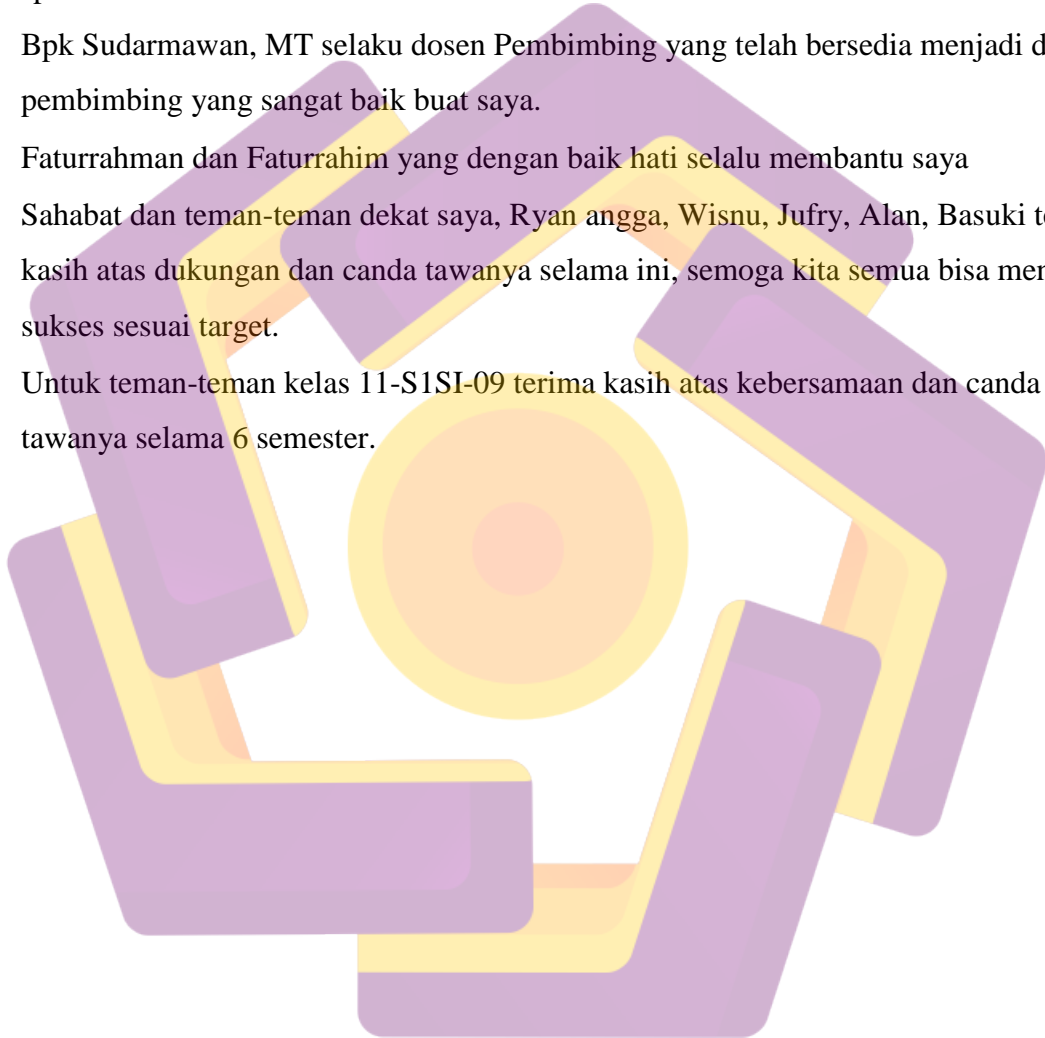 Bpk Sudarmawan, MT selaku dosen Pembimbing yang telah bersedia menjadi
pembimbing yang sangat baik buat saya.
Faturrahman dan Faturrahim yang dengan baik hati selalu membantu saya
Sahabat dan teman-teman dekat saya, Ryan angga, Wisnu, Jufry, Alan, Basuki
kasih atas dukungan dan canda tawanya selama ini, semoga kita semua bisa
sukses sesuai target.
Untuk teman-teman kelas 11-S1SI-09 terima kasih atas kebersamaan dan canda
tawanya selama 6 semester.